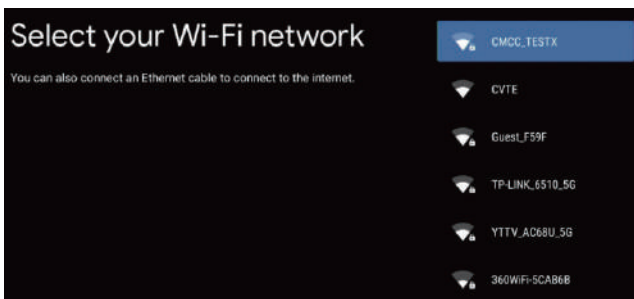 Select your Wi-Fi network
You can also connect an Ethernet cable to connect to the internet.
CMCC_TESTX
CVTE
Guest_F59F
TP-LINK_6510_5G
YTTV_AC68U_5G
360WiFi-5CAB6B